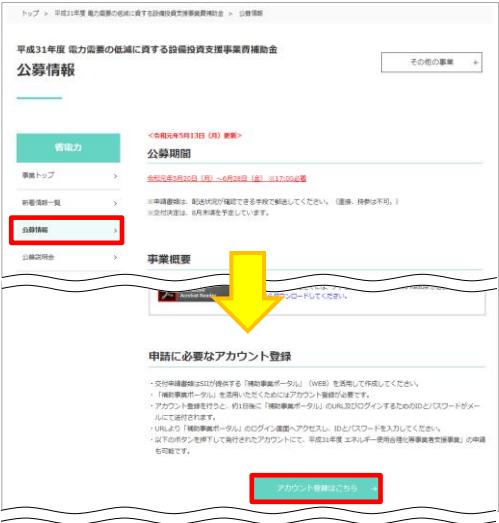 トップ > 平成31年度 電力需要の低減に資する設備投資支援事業費補助金 > 公募情報
平成31年度 電力需要の低減に資する設備投資支援事業費補助金
公募情報
その他の事業 +
省電力
事業トップ >
新着情報一覧 >
公募情報 >
公募説明会 >
<令和元年5月13日（月）更新>
公募期間
令和元年5月20日（月）～6月28日（金） ※17:00必着
※申請書類は、配送状況が確認できる手段で郵送してください。（直接、持参は不可。）
※交付決定は、8月末頃を予定しています。
事業概要
Acrobat Reader
ダウンロードしてください。
申請に必要なアカウント登録
・交付申請書類はSIIが提供する「補助事業ポータル」（WEB）を活用して作成してください。
・「補助事業ポータル」を活用いただくためにはアカウント登録が必要です。
・アカウント登録を行うと、約1日後に「補助事業ポータル」のURL及びログインするためのIDとパスワードがメー
ルにて送付されます。
・URLより「補助事業ポータル」のログイン画面へアクセスし、IDとパスワードを入力してください。
・以下のボタンを押下して発行されたアカウントにて、平成31年度 エネルギー使用合理化等事業者支援事業」の申請
も可能です。
アカウント登録はこちら +